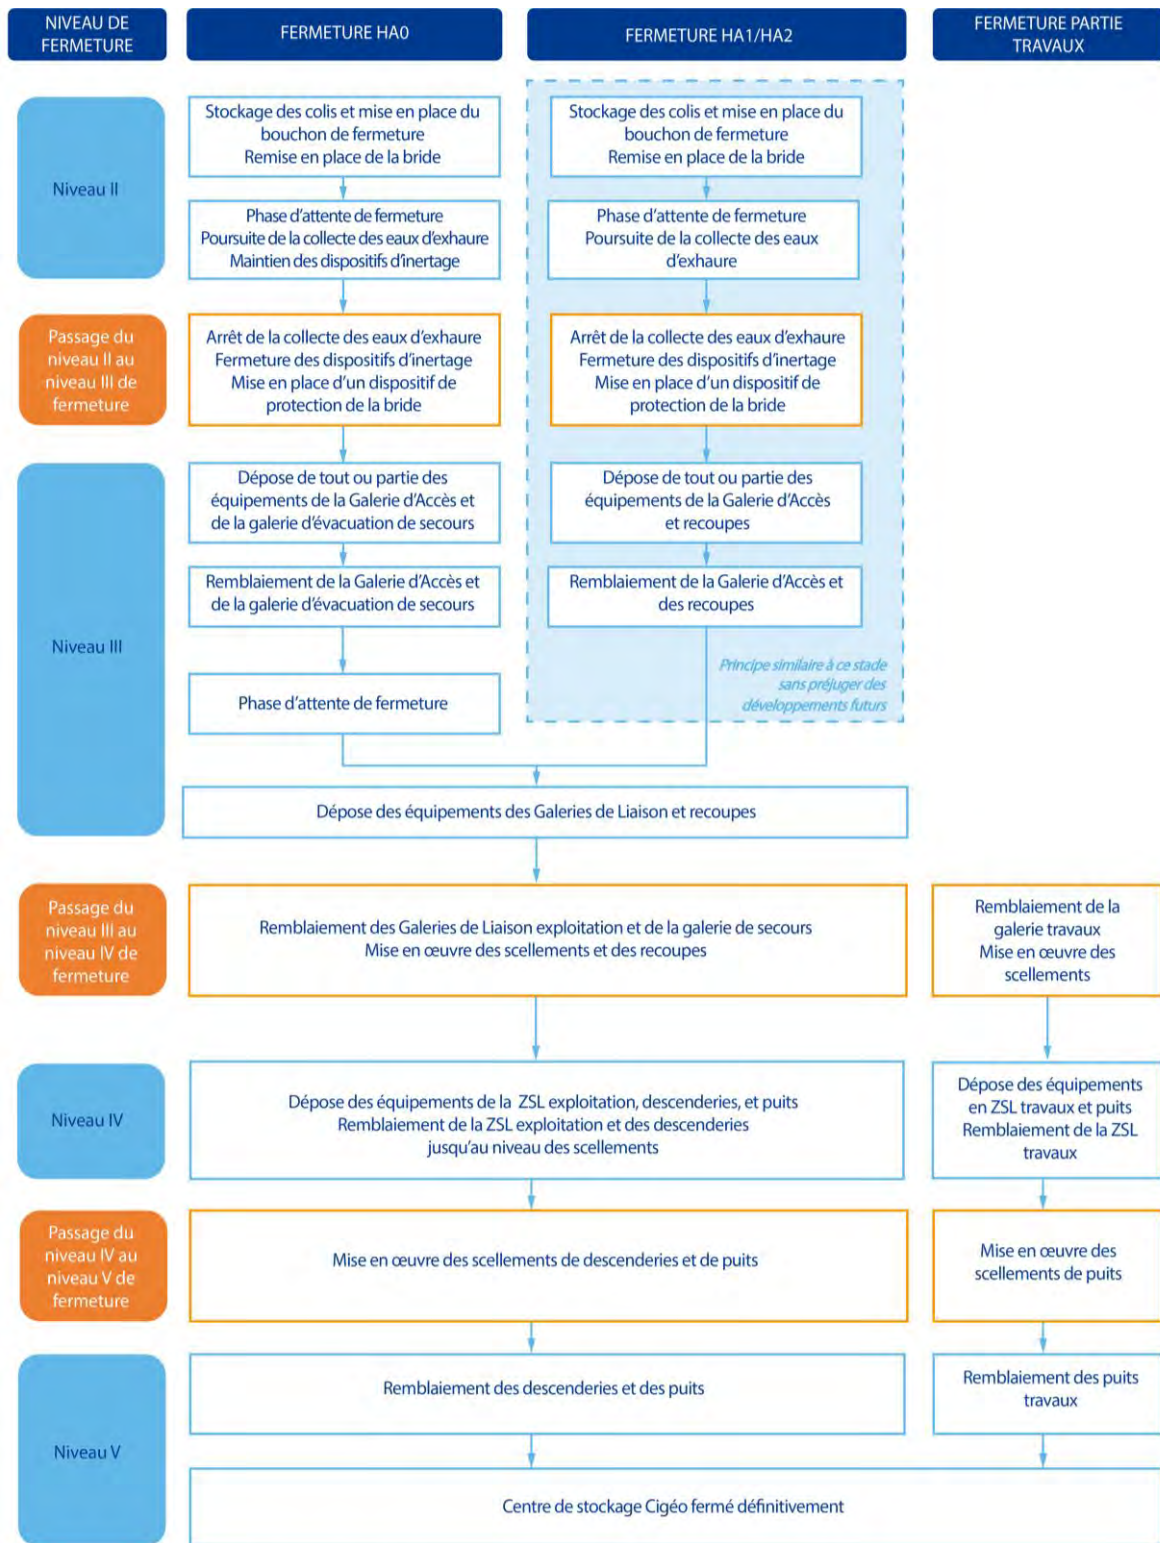 NIVEAU DE
FERMETURE
FERMETURE HA0
FERMETURE HA1/HA2
FERMETURE PARTIE
TRAVAUX
Niveau II
Stockage des colis et mise en place du
bouchon de fermeture
Remise en place de la bride
Stockage des colis et mise en place du
bouchon de fermeture
Remise en place de la bride
Phase d'attente de fermeture
Poursuite de la collecte des eaux d'exhaure
Maintien des dispositifs d'inertage
Phase d'attente de fermeture
Poursuite de la collecte des eaux
d'exhaure
Passage du
niveau II au
niveau III de
fermeture
Arrêt de la collecte des eaux d'exhaure
Fermeture des dispositifs d'inertage
Mise en place d'un dispositif de
protection de la bride
Arrêt de la collecte des eaux d'exhaure
Fermeture des dispositifs d'inertage
Mise en place d'un dispositif de
protection de la bride
Niveau III
Dépose de tout ou partie des
équipements de la Galerie d'Accès et
de la galerie d'évacuation de secours
Dépose de tout ou partie des
équipements de la Galerie d'Accès
et recoupes
Remblaiement de la Galerie d'Accès et
de la galerie d'évacuation de secours
Remblaiement de la Galerie d'Accès et
des recoupes
Principe similaire à ce stade
sans préjuger des
développements futurs
Phase d'attente de fermeture
Dépose des équipements des Galeries de Liaison et recoupes
Passage du
niveau III au
niveau IV de
fermeture
Remblaiement des Galeries de Liaison exploitation et de la galerie de secours
Mise en œuvre des scellements et des recoupes
Remblaiement de la
galerie travaux
Mise en œuvre des
scellements
Niveau IV
Dépose des équipements de la ZSL exploitation, descenderies, et puits
Remblaiement de la ZSL exploitation et des descenderies
jusqu'au niveau des scellements
Dépose des équipements
en ZSL travaux et puits
Remblaiement de la ZSL
travaux
Passage du
niveau IV au
niveau V de
fermeture
Mise en œuvre des scellements de descenderies et de puits
Mise en œuvre des
scellements de puits
Niveau V
Remblaiement des descenderies et des puits
Remblaiement des puits
travaux
Centre de stockage Cigéo fermé définitivement